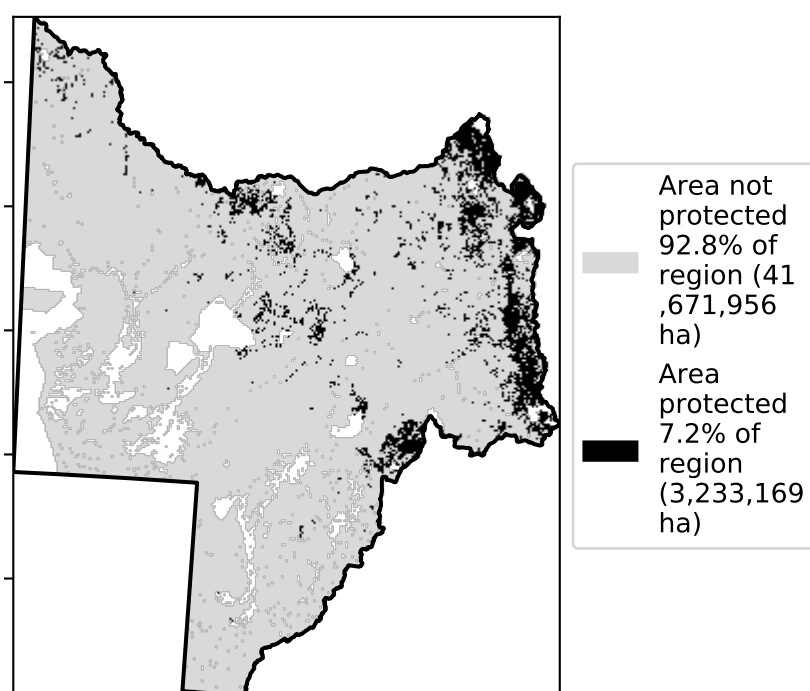 Area not
protected
92.8% of
region (41
,671,956
ha)
Area
protected
7.2% of
region
(3,233,169
ha)